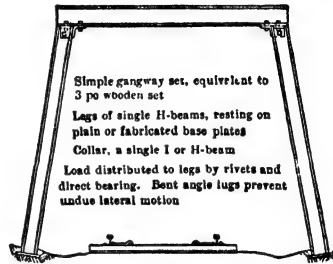 Simple gangway set, equivalent to
3 pc wooden set
Legs of single H-beams, resting on
plain or fabricated base plates
Collar, a single I or H-beam
Load distributed to legs by rivets and
direct bearing. Bent angle lugs prevent
undue lateral motion